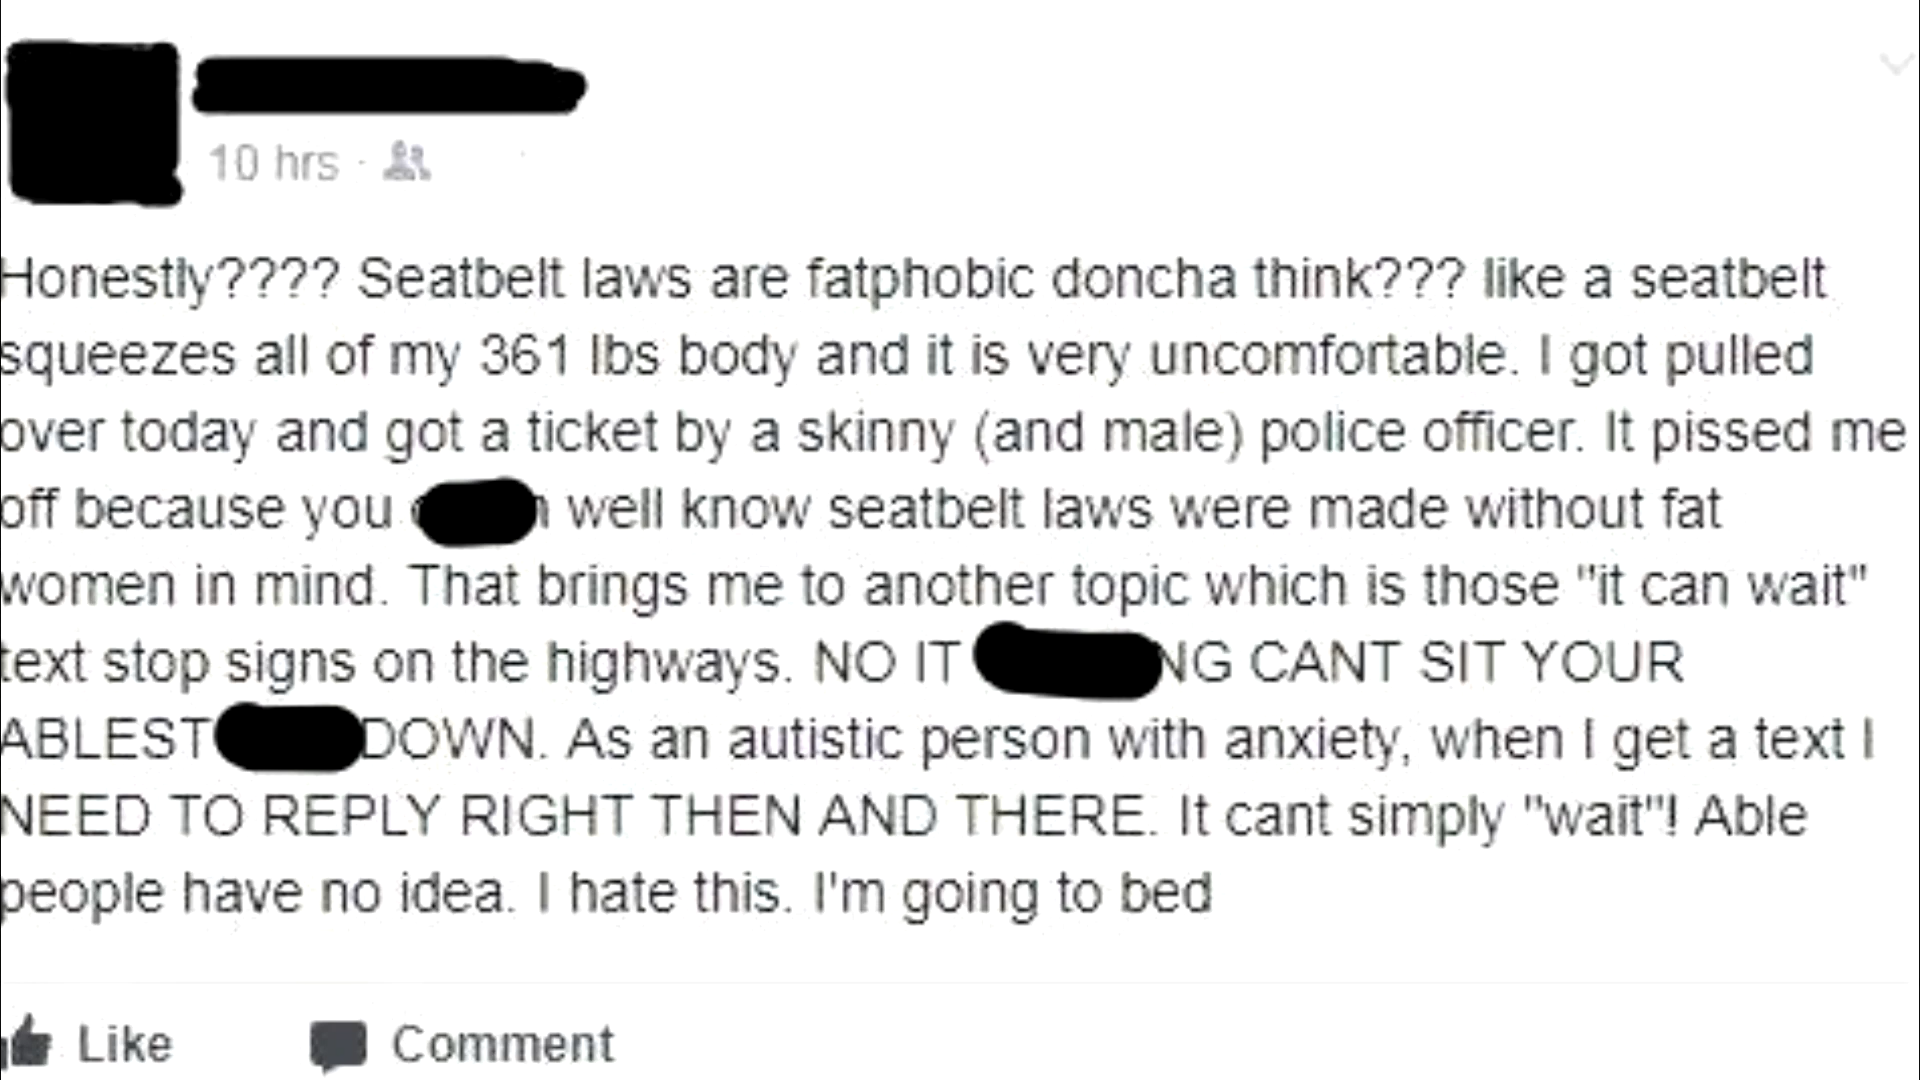 10 hrs ·
Honestly???? Seatbelt laws are fatphobic doncha think??? like a seatbelt
squeezes all of my 361 lbs body and it is very uncomfortable. I got pulled
over today and got a ticket by a skinny (and male) police officer. It pissed me
off because you well know seatbelt laws were made without fat
women in mind. That brings me to another topic which is those "it can wait"
text stop signs on the highways. NO IT NG CANT SIT YOUR
ABLEST DOWN. As an autistic person with anxiety, when I get a text I
NEED TO REPLY RIGHT THEN AND THERE. It cant simply "wait"! Able
people have no idea. I hate this. I'm going to bed
Like Comment